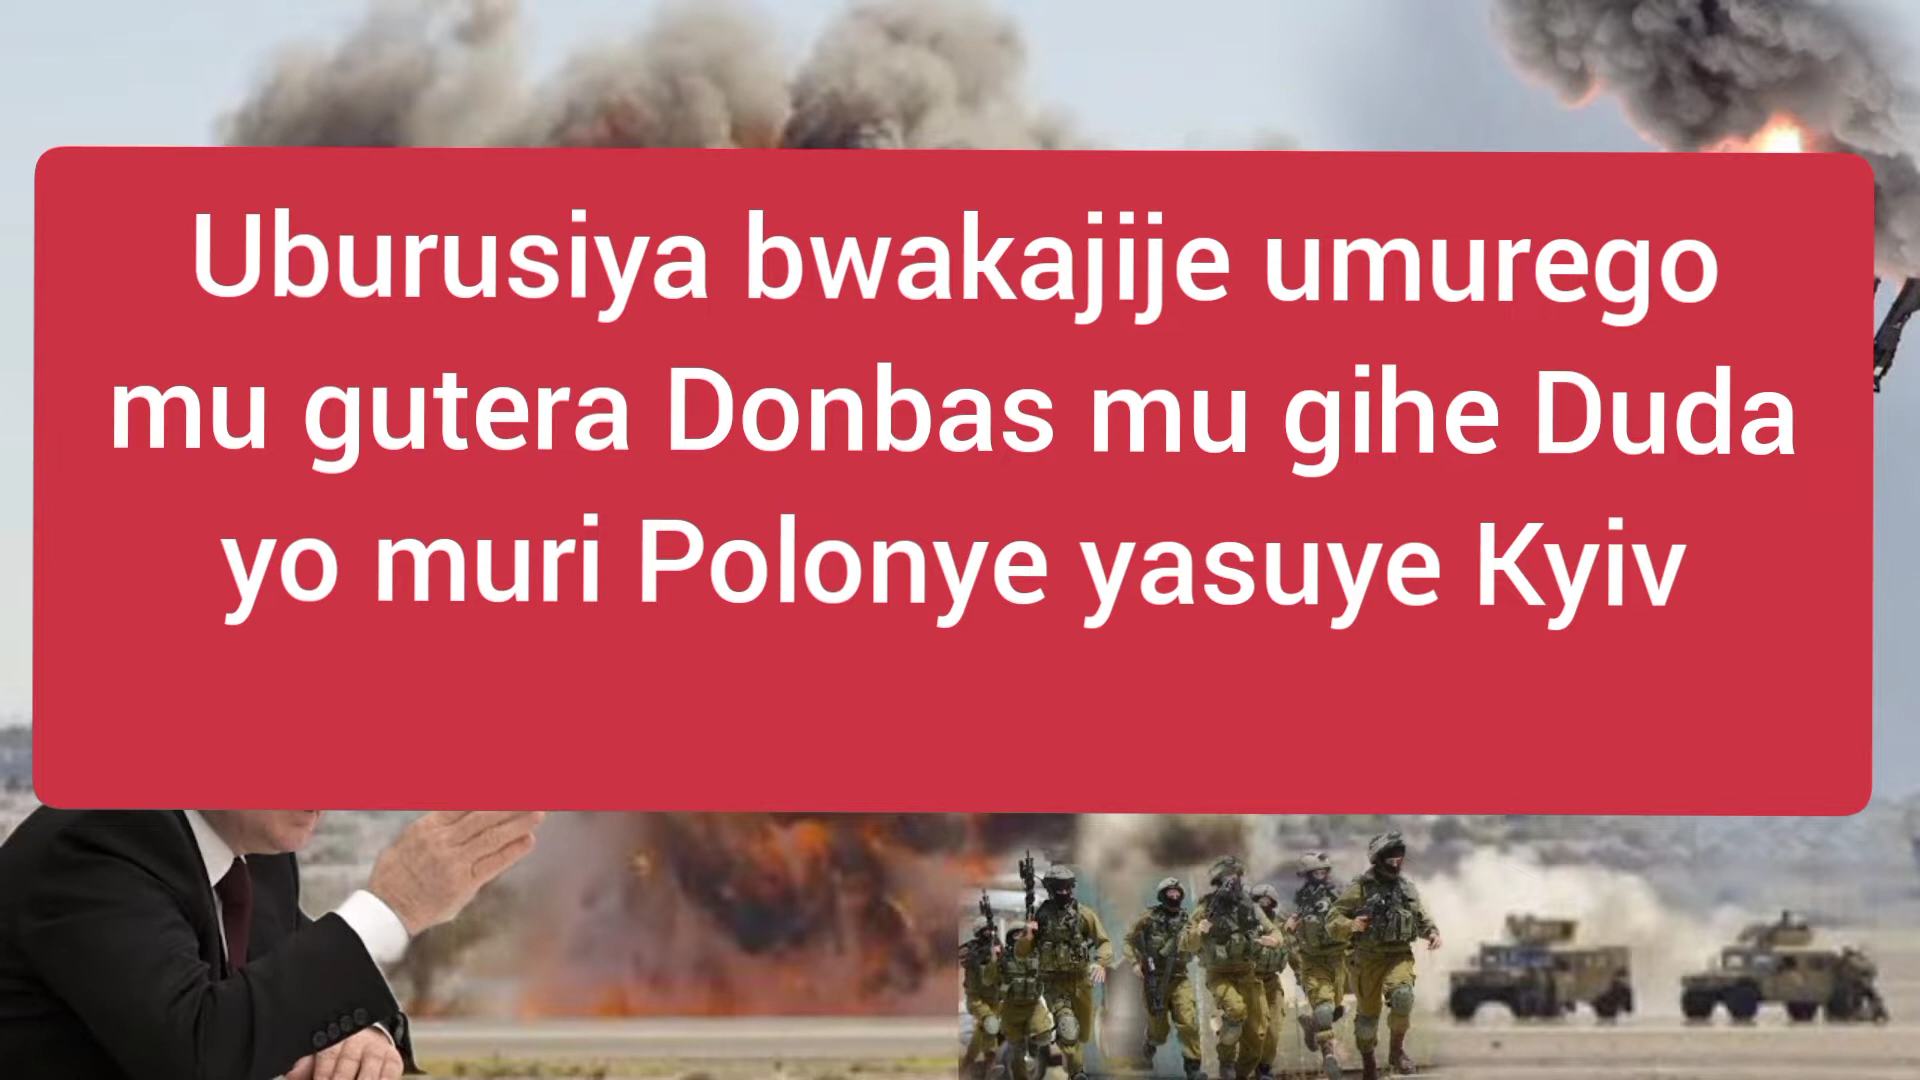 Uburusiya bwakajije umurego
mu gutera Donbas mu gihe Duda
yo muri Polonye yasuye Kyiv